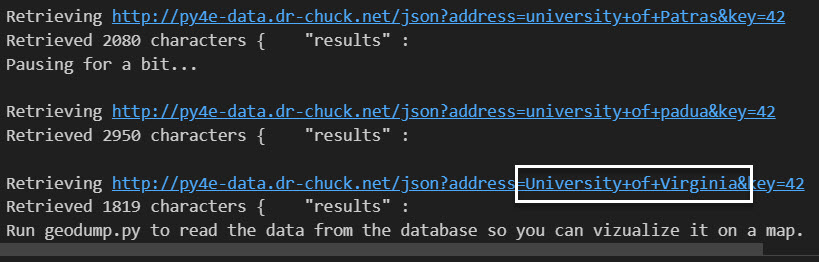 Retrieving http://py4e-data.dr-chuck.net/json?address=university+of+Patras&key=42
Retrieved 2080 characters {    "results" :
Pausing for a bit...
Retrieving http://py4e-data.dr-chuck.net/json?address=university+of+padua&key=42
Retrieved 2950 characters {    "results" :
Retrieving http://py4e-data.dr-chuck.net/json?address=University+of+Virginia&key=42
Retrieved 1819 characters {    "results" :
Run geodump.py to read the data from the database so you can vizualize it on a map.